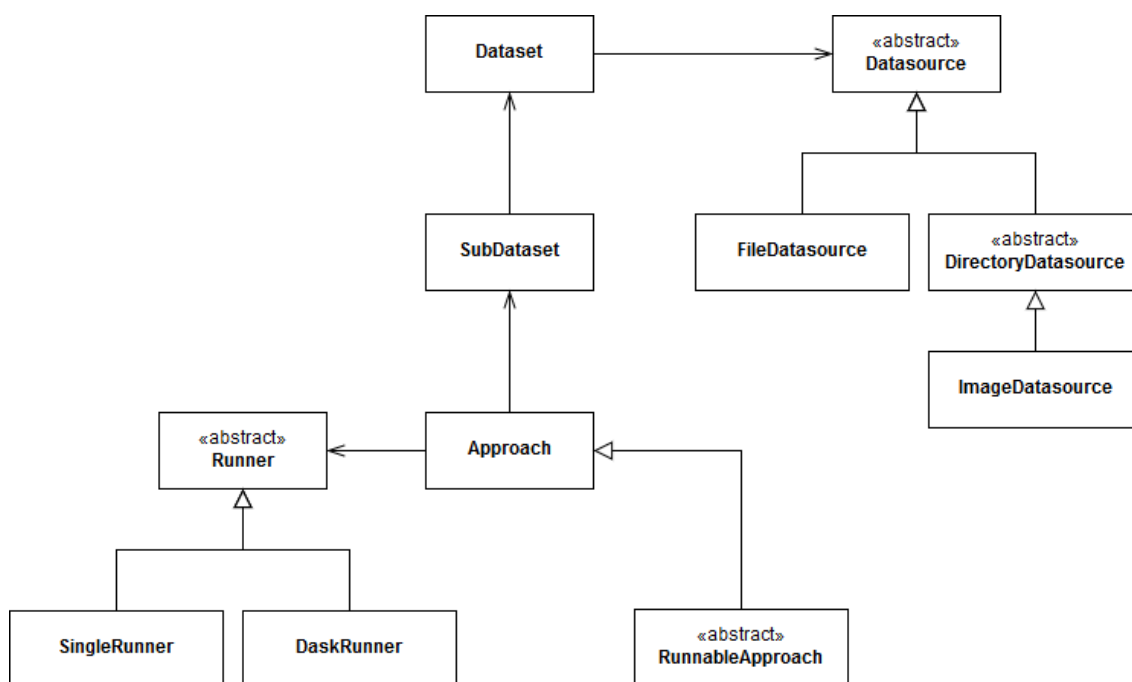 Dataset
«abstract»
Datasource
SubDataset
FileDatasource
«abstract»
DirectoryDatasource
ImageDatasource
«abstract»
Runner
Approach
SingleRunner
DaskRunner
«abstract»
RunnableApproach